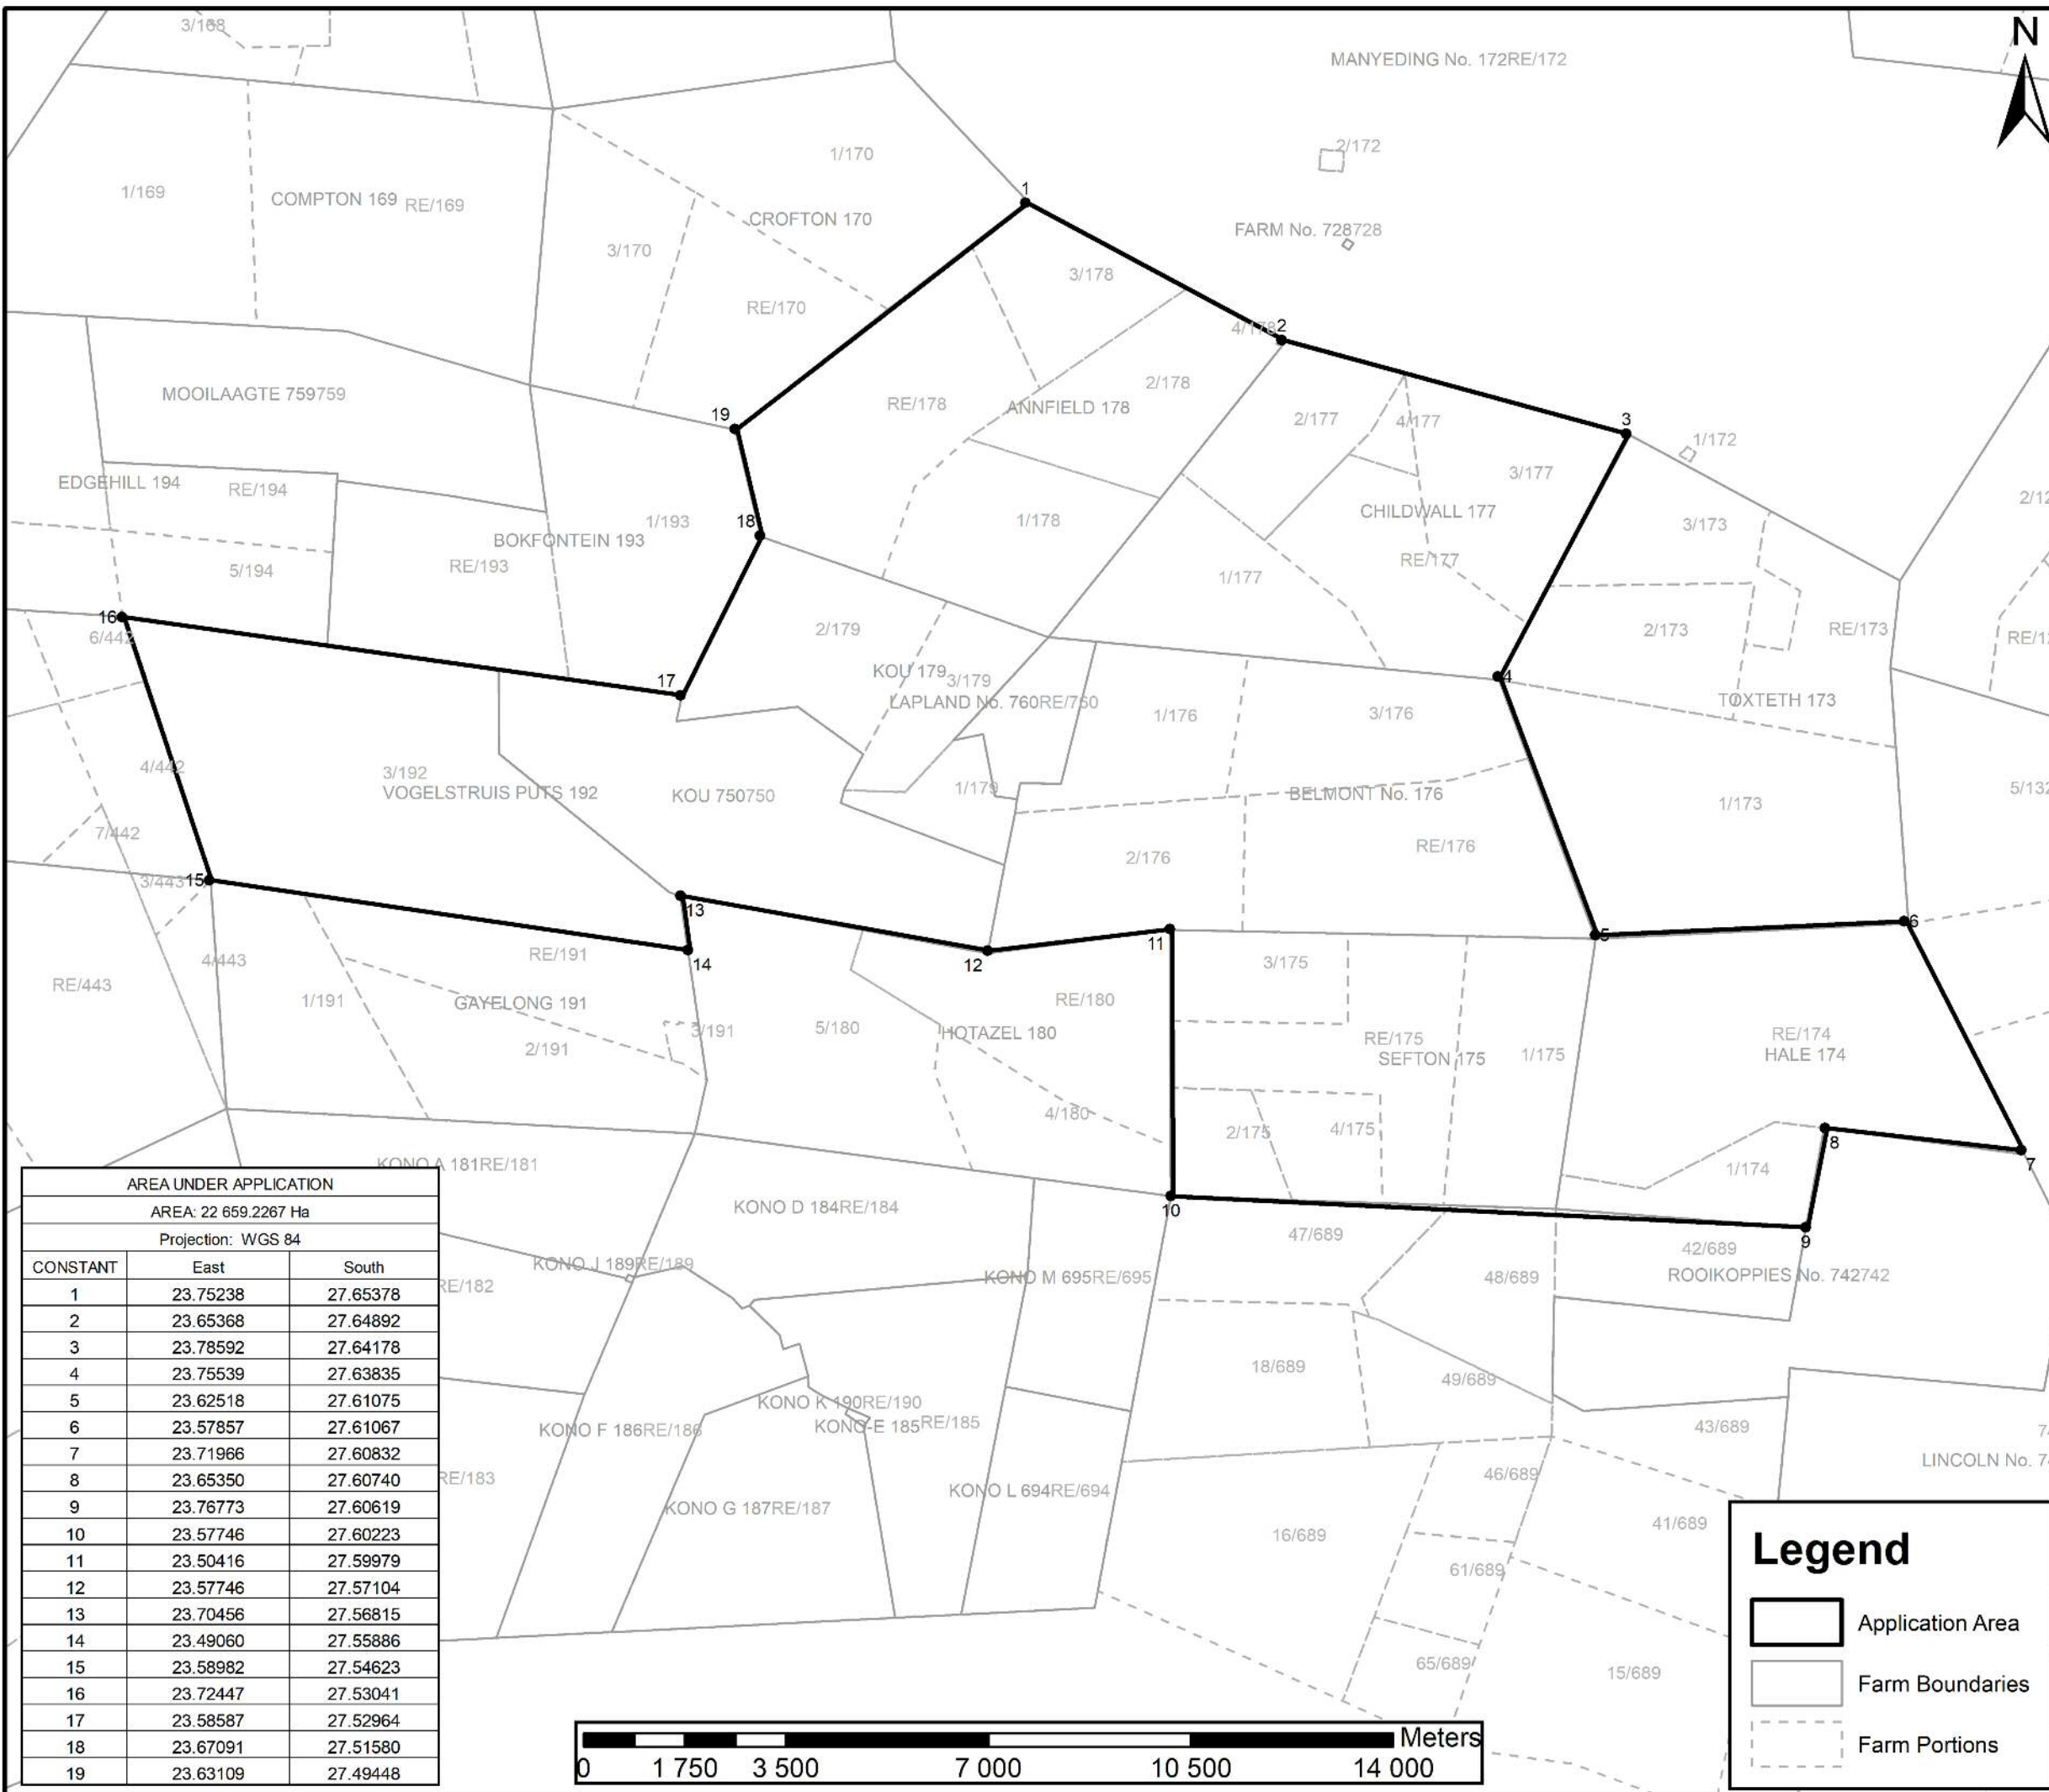 3/168
N
MANYEDING No. 172RE/172
2/172
1/170
1/169
COMPTON 169 RE/169
1
CROFTON 170
FARM No. 728728
3/170
3/178
RE/170
4/178 2
2/178
MOOILAAGTE 759759
RE/178
ANNFIELD 178
19
2/177
4/177
3
1/172
EDGEHILL 194
RE/194
3/177
1/193
18
1/178
CHILDWALL 177
3/173
BOKFONTEIN 193
RE/193
5/194
RE/177
1/177
16
6/442
2/179
2/173
RE/173
17
KOU 179
3/179
4
LAPLAND No. 760RE/760
1/176
3/176
TOXTETH 173
4/442
3/192
VOGELSTRUIS PUTS 192
KOU 750750
1/179
BELMONT No. 176
1/173
7/442
2/176
RE/176
3/443 15
13
5
6
11
RE/191
14
12
4/443
3/175
RE/443
1/191
GAYELONG 191
RE/180
3/191
5/180
HOTAZEL 180
RE/175
SEFTON 175
1/175
RE/174
HALE 174
2/191
4/180
2/175
4/175
8
7
1/174
KONO A 181RE/181
10
9
KONO D 184RE/184
47/689
42/689
KONO J 189RE/189
KONO M 695RE/695
48/689
ROOIKOPPIES No. 742742
RE/182
18/689
49/689
KONO K 190RE/190
KONO E 185 RE/185
KONO F 186RE/186
43/689
LINCOLN No.
RE/183
46/689
KONO L 694RE/694
KONO G 187RE/187
16/689
41/689
61/689
65/689
15/689
AREA UNDER APPLICATION
AREA: 22 659.2267 Ha
Projection: WGS 84
CONSTANT East South
1 23.75238 27.65378
2 23.65368 27.64892
3 23.78592 27.64178
4 23.75539 27.63835
5 23.62518 27.61075
6 23.57857 27.61067
7 23.71966 27.60832
8 23.65350 27.60740
9 23.76773 27.60619
10 23.57746 27.60223
11 23.50416 27.59979
12 23.57746 27.57104
13 23.70456 27.56815
14 23.49060 27.55886
15 23.58982 27.54623
16 23.72447 27.53041
17 23.58587 27.52964
18 23.67091 27.51580
19 23.63109 27.49448
Meters
0 1 750 3 500 7 000 10 500 14 000
Legend
Application Area
Farm Boundaries
Farm Portions